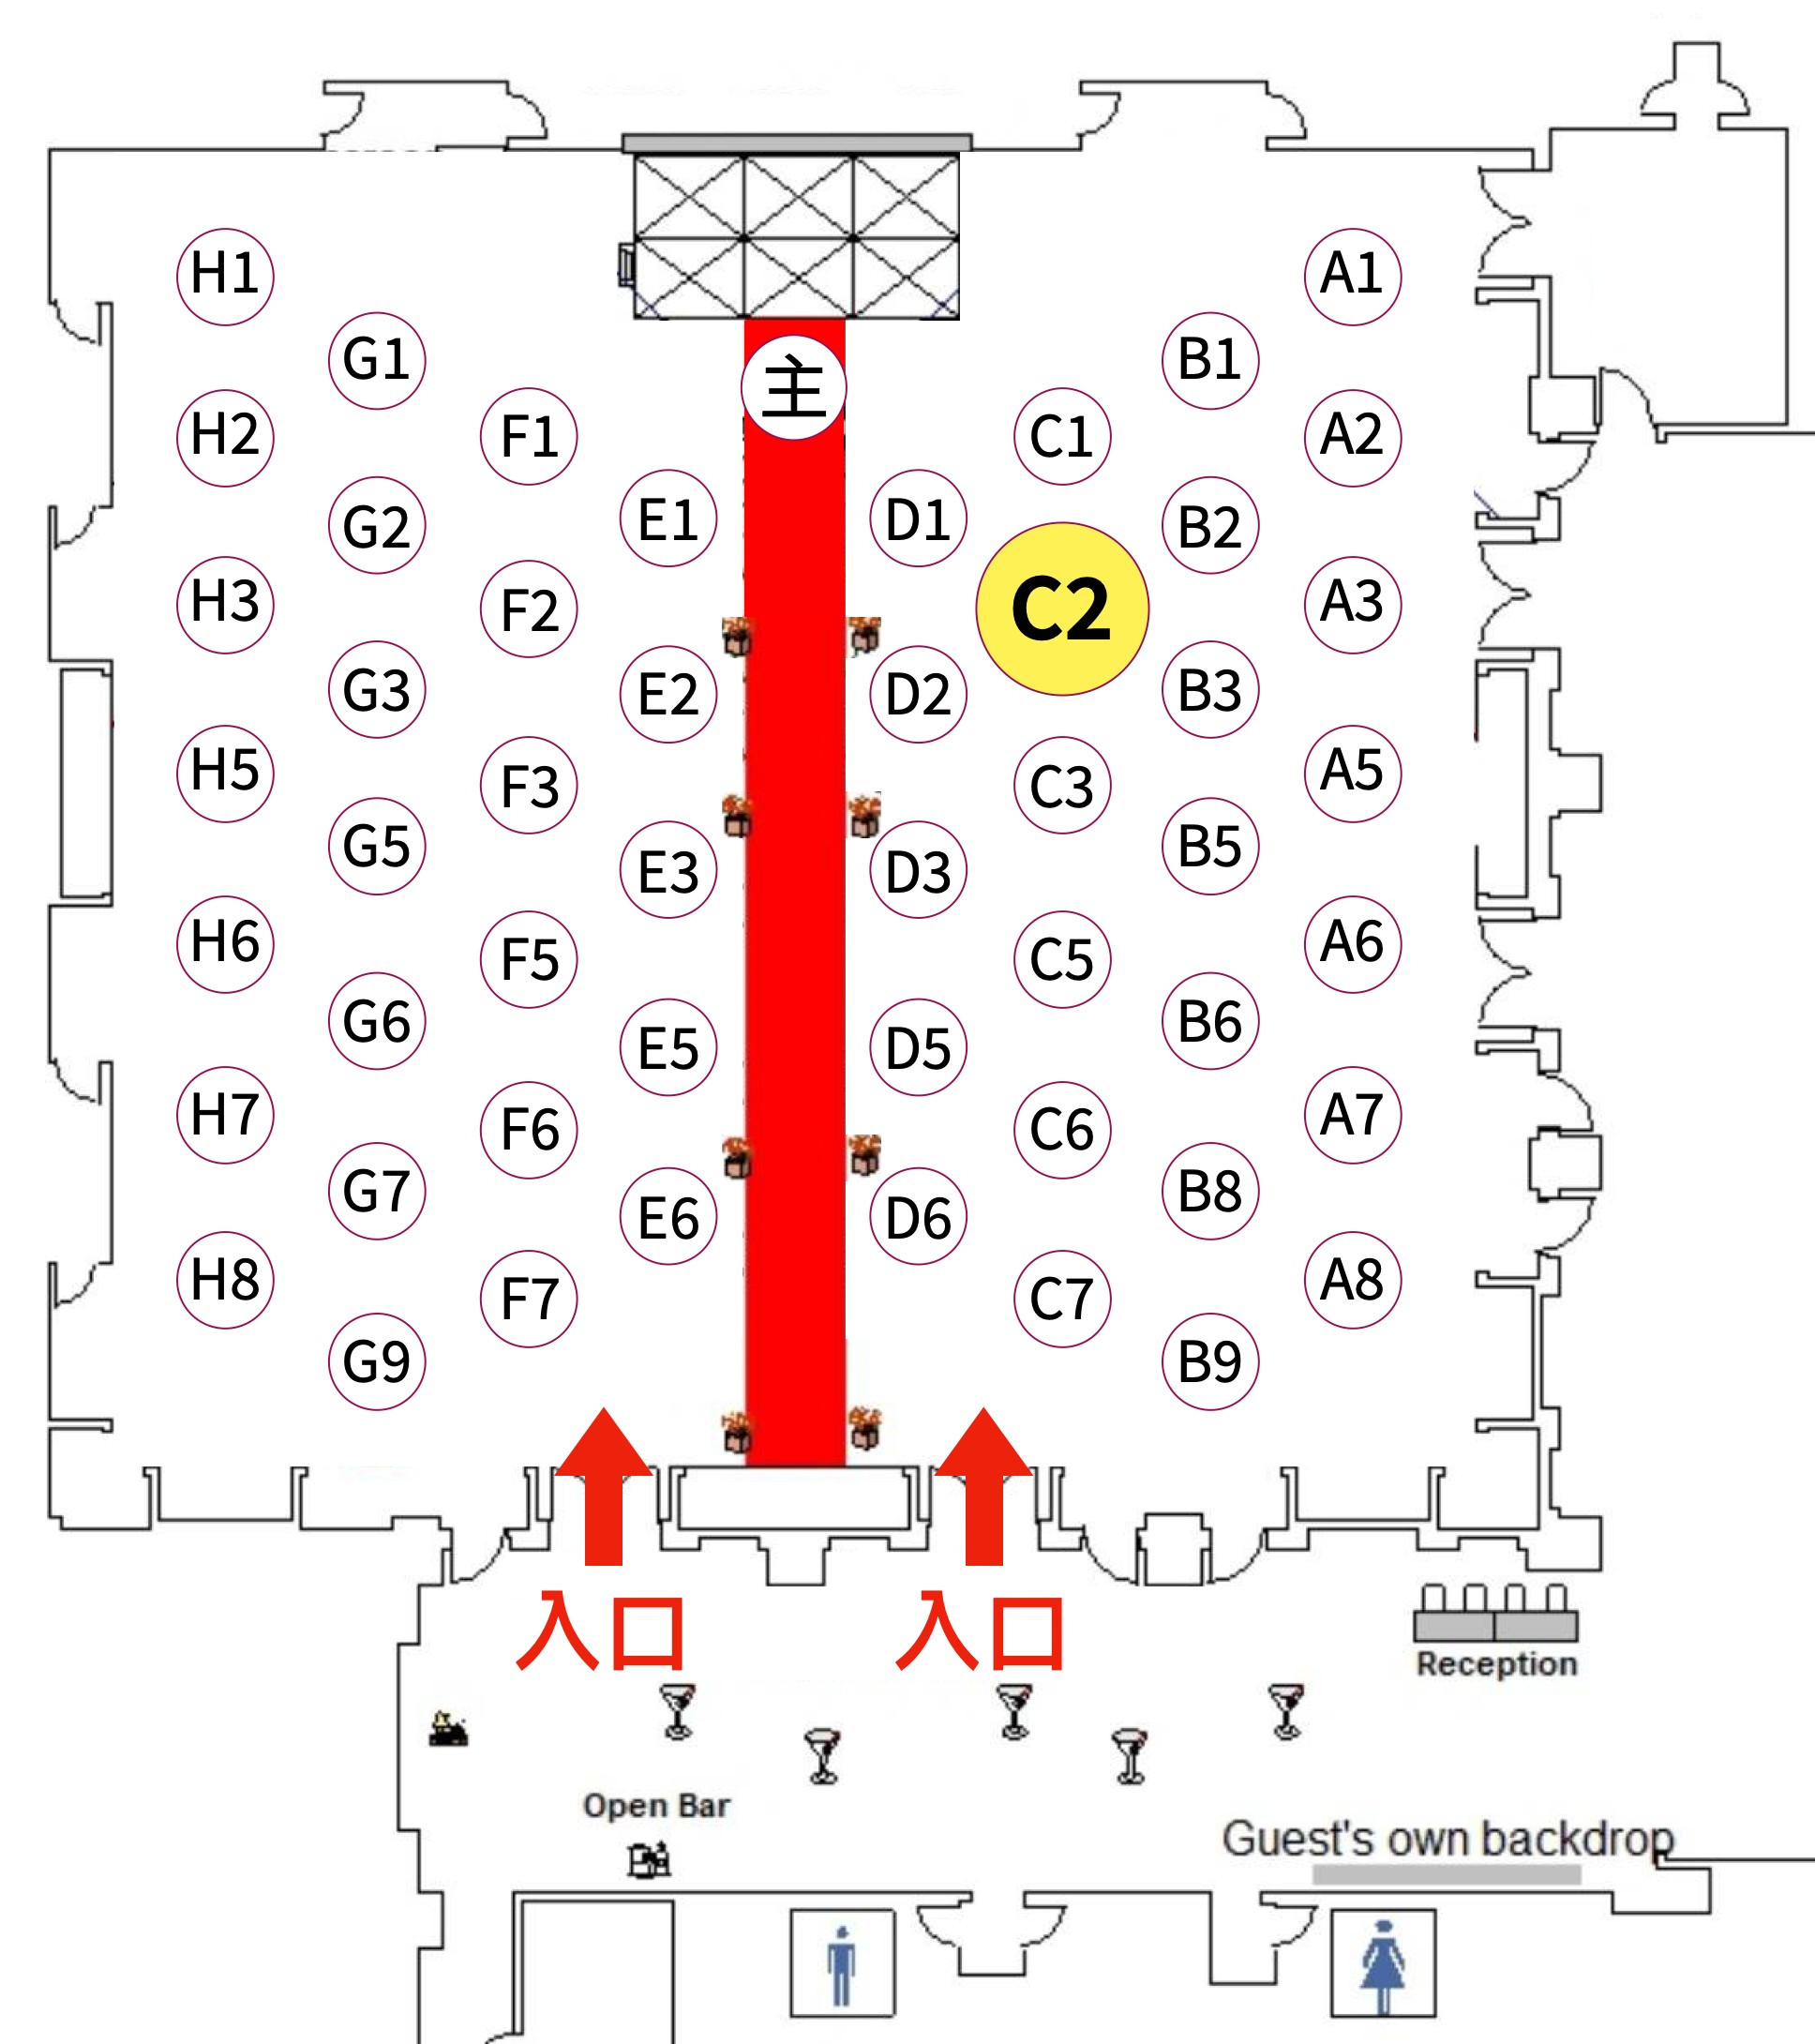 主
H1
A1
G1
B1
H2
F1
C1
A2
G2
E1
D1
B2
H3
F2
C2
A3
G3
E2
D2
B3
H5
F3
C3
A5
G5
E3
D3
B5
H6
F5
C5
A6
G6
E5
D5
B6
H7
F6
C6
A7
G7
E6
D6
B8
H8
F7
C7
A8
G9
B9
入口
入口
Reception
Open Bar
Guest's own backdrop